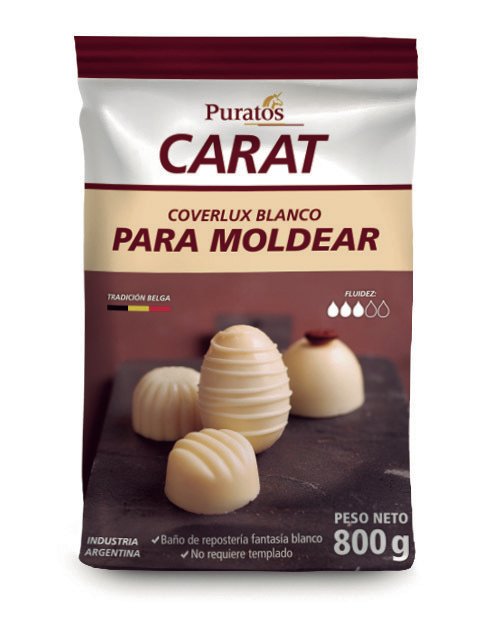 Puratos
CARAT
COVERLUX BLANCO
PARA MOLDEAR
TRADICIÓN BELGA
FLUIDEZ:
PESO NETO
800 g
INDUSTRIA
ARGENTINA
✓Baño de repostería fantasía blanco
✓No requiere templado